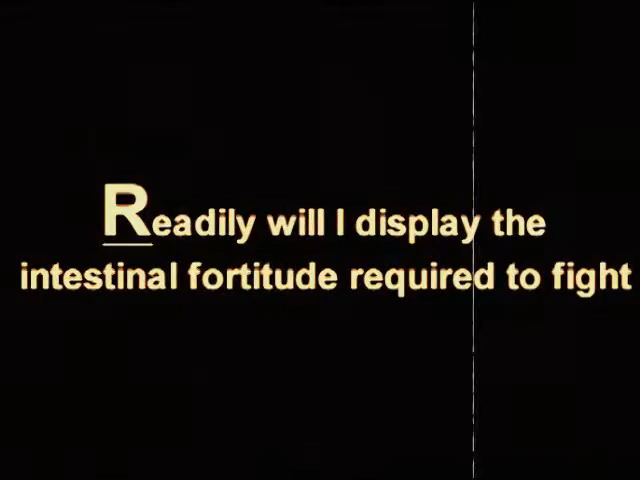 Readily will I display the
intestinal fortitude required to fight